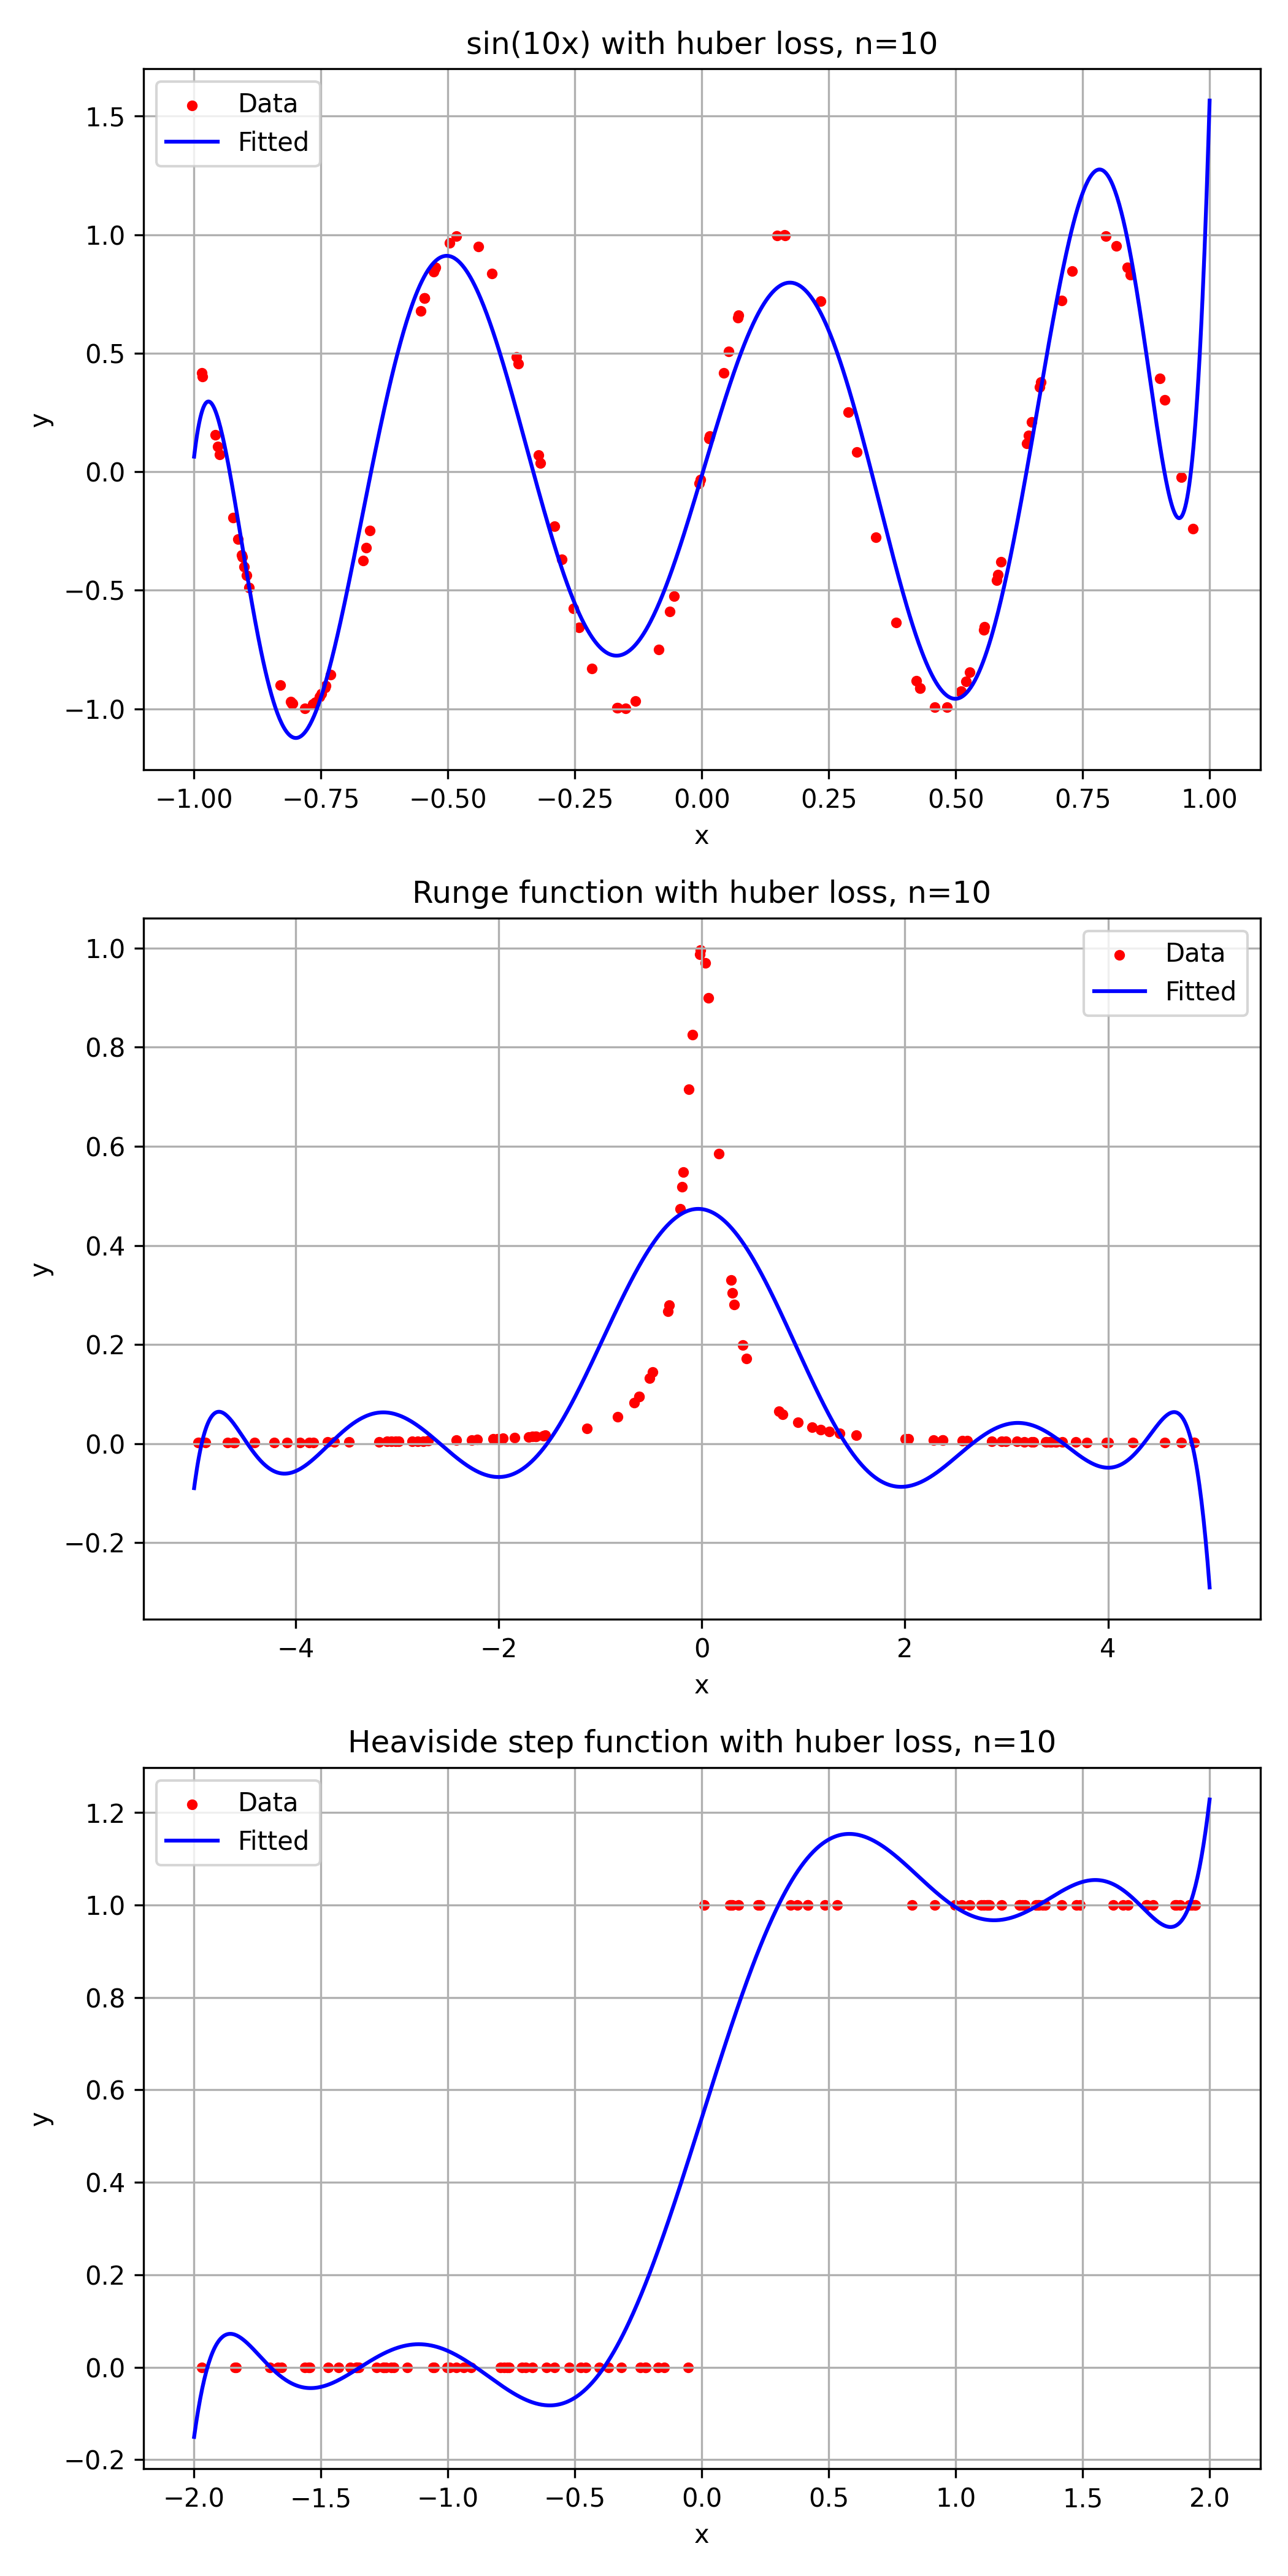 sin(10x) with huber loss, n=10
Data
Fitted
1.5
1.0
0.5
0.0
−0.5
−1.0
y
−1.00 −0.75 −0.50 −0.25 0.00 0.25 0.50 0.75 1.00
x
Runge function with huber loss, n=10
Data
Fitted
1.0
0.8
0.6
0.4
0.2
0.0
−0.2
y
−4 −2 0 2 4
x
Heaviside step function with huber loss, n=10
Data
Fitted
1.2
1.0
0.8
0.6
0.4
0.2
0.0
−0.2
y
−2.0 −1.5 −1.0 −0.5 0.0 0.5 1.0 1.5 2.0
x